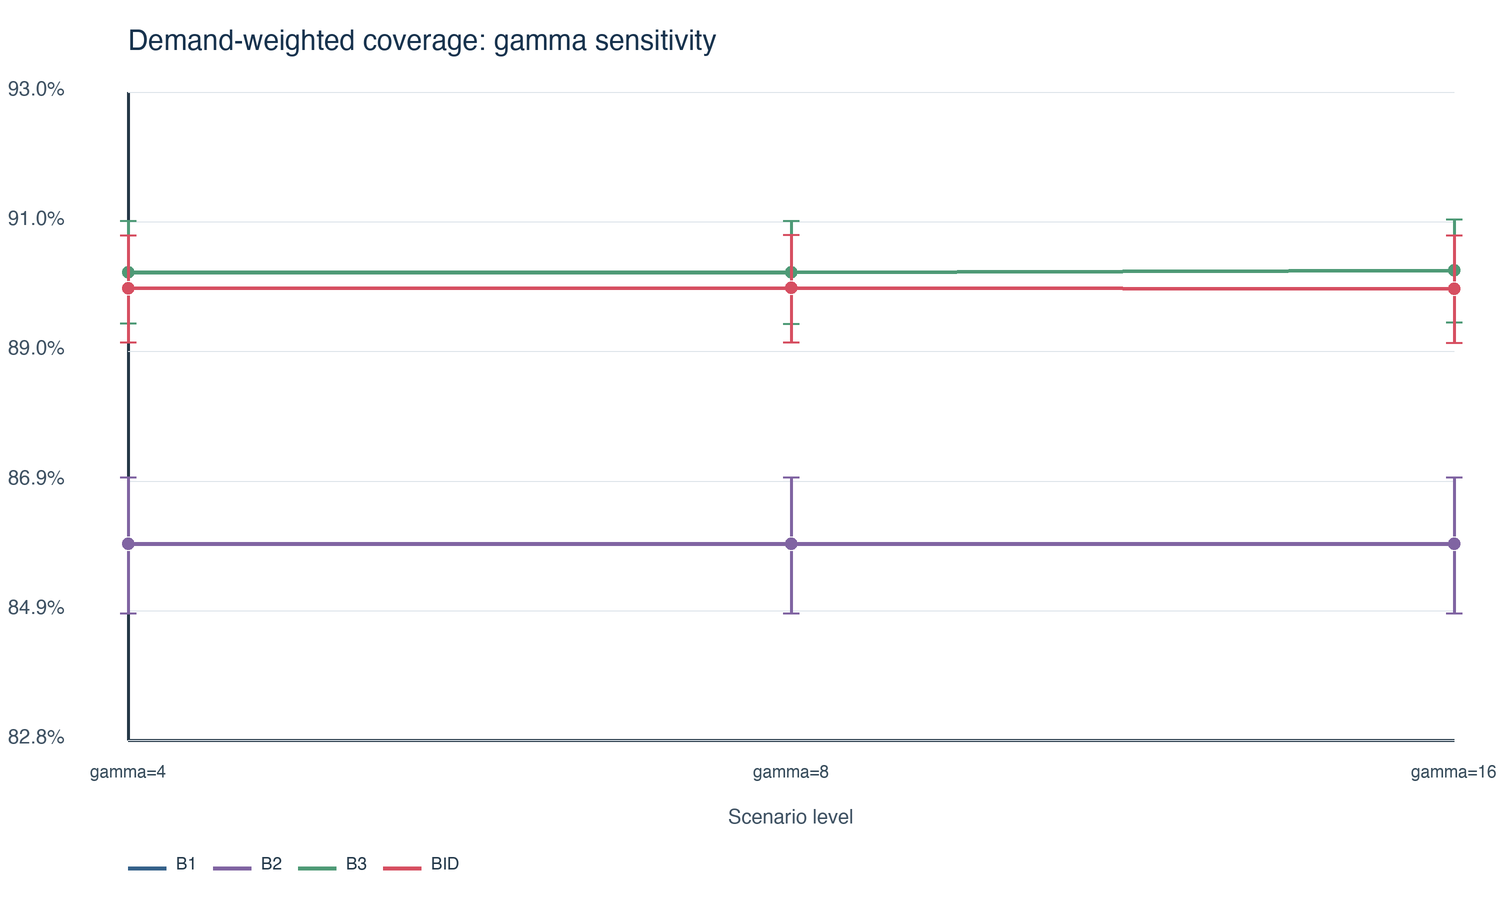 Demand-weighted coverage: gamma sensitivity
93.0%
91.0%
89.0%
86.9%
84.9%
82.8%
gamma=4 gamma=8 gamma=16
Scenario level
B1 B2 B3 BID